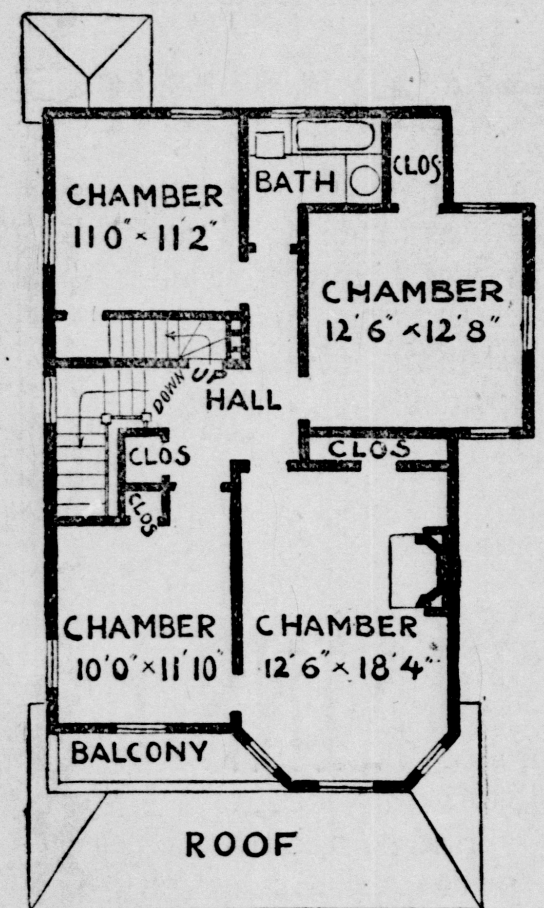 CHAMBER
11'0" × 11'2"
BATH
CLOS
CHAMBER
12'6" × 12'8"
UP
DOWN
HALL
CLOS
CLOS
CLOS
CHAMBER
10'0" × 11'10"
CHAMBER
12'6" × 18'4"
BALCONY
ROOF